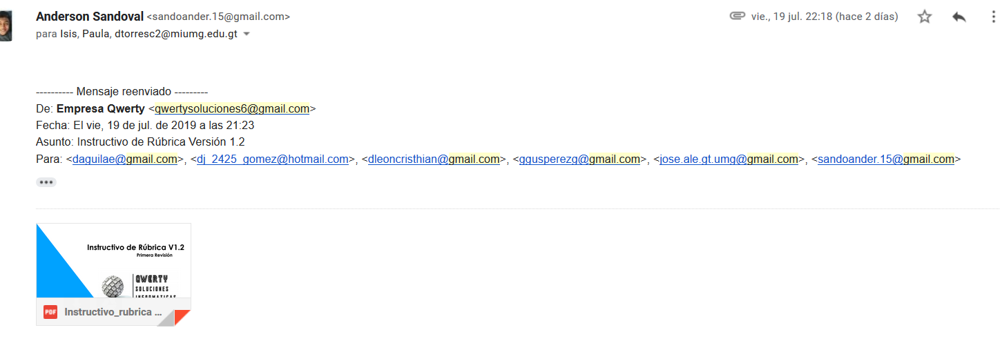 Anderson Sandoval <sandoander.15@gmail.com> vie., 19 jul. 22:18 (hace 2 días)
para Isis, Paula, dtorresc2@miumg.edu.gt
---------- Mensaje reenviado ---------
De: Empresa Qwerty <qwertysoluciones6@gmail.com>
Fecha: El vie, 19 de jul. de 2019 a las 21:23
Asunto: Instructivo de Rúbrica Versión 1.2
Para: <daguilae@gmail.com>, <dj_2425_gomez@hotmail.com>, <dleoncristhian@gmail.com>, <ggusperezg@gmail.com>, <jose.ale.gt.umg@gmail.com>, <sandoander.15@gmail.com>
Instructivo de Rúbrica V1.2
Primera Revisión
QWERTY
SOLUCIONES
INFORMATICAS
PDF Instructivo_rubrica ...